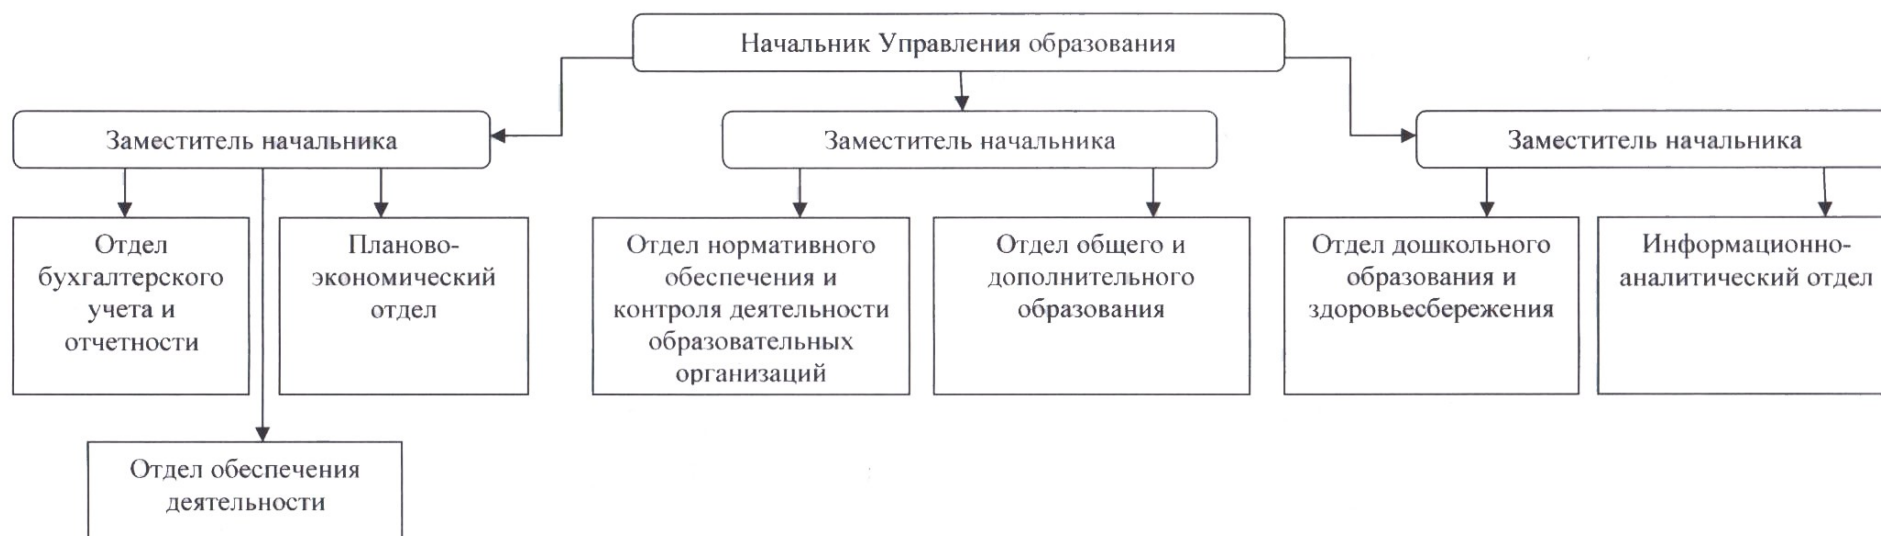 Начальник Управления образования
Заместитель начальника
Заместитель начальника
Заместитель начальника
Отдел
бухгалтерского
учета и
отчетности
Планово-
экономический
отдел
Отдел нормативного
обеспечения и
контроля деятельности
образовательных
организаций
Отдел общего и
дополнительного
образования
Отдел дошкольного
образования и
здоровьесбережения
Информационно-
аналитический отдел
Отдел обеспечения
деятельности